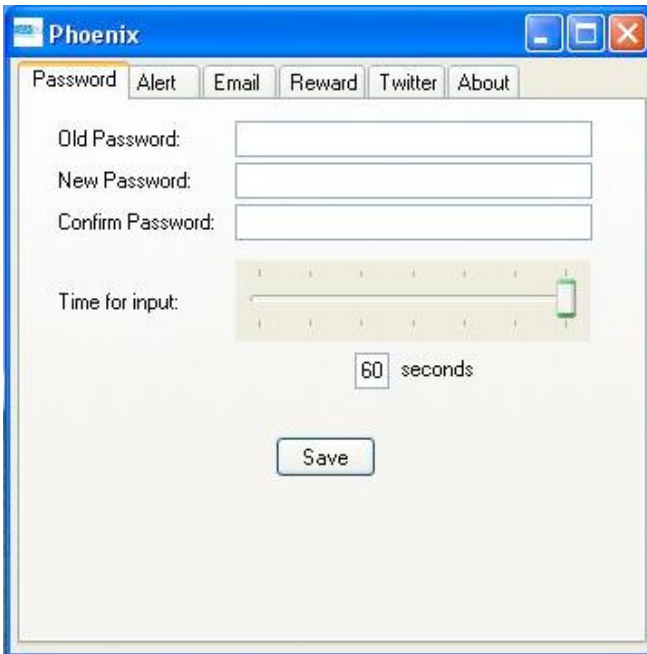 Phoenix
Password Alert Email Reward Twitter About
Old Password:
New Password:
Confirm Password:
Time for input:
60 seconds
Save